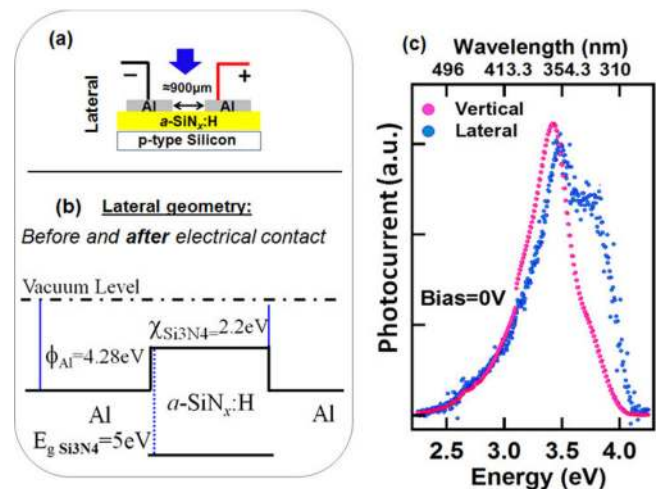 (a)
Lateral
−
+
≈900μm
Al
Al
a-SiNx:H
p-type Silicon
(b) Lateral geometry:
Before and after electrical contact
Vacuum Level
χSi3N4=2.2eV
ϕAl=4.28eV
Al
a-SiNx:H
Al
Eg Si3N4=5eV
(c)
Wavelength (nm)
496 413.3 354.3 310
Vertical
Lateral
Bias=0V
Photocurrent (a.u.)
2.5 3.0 3.5 4.0
Energy (eV)